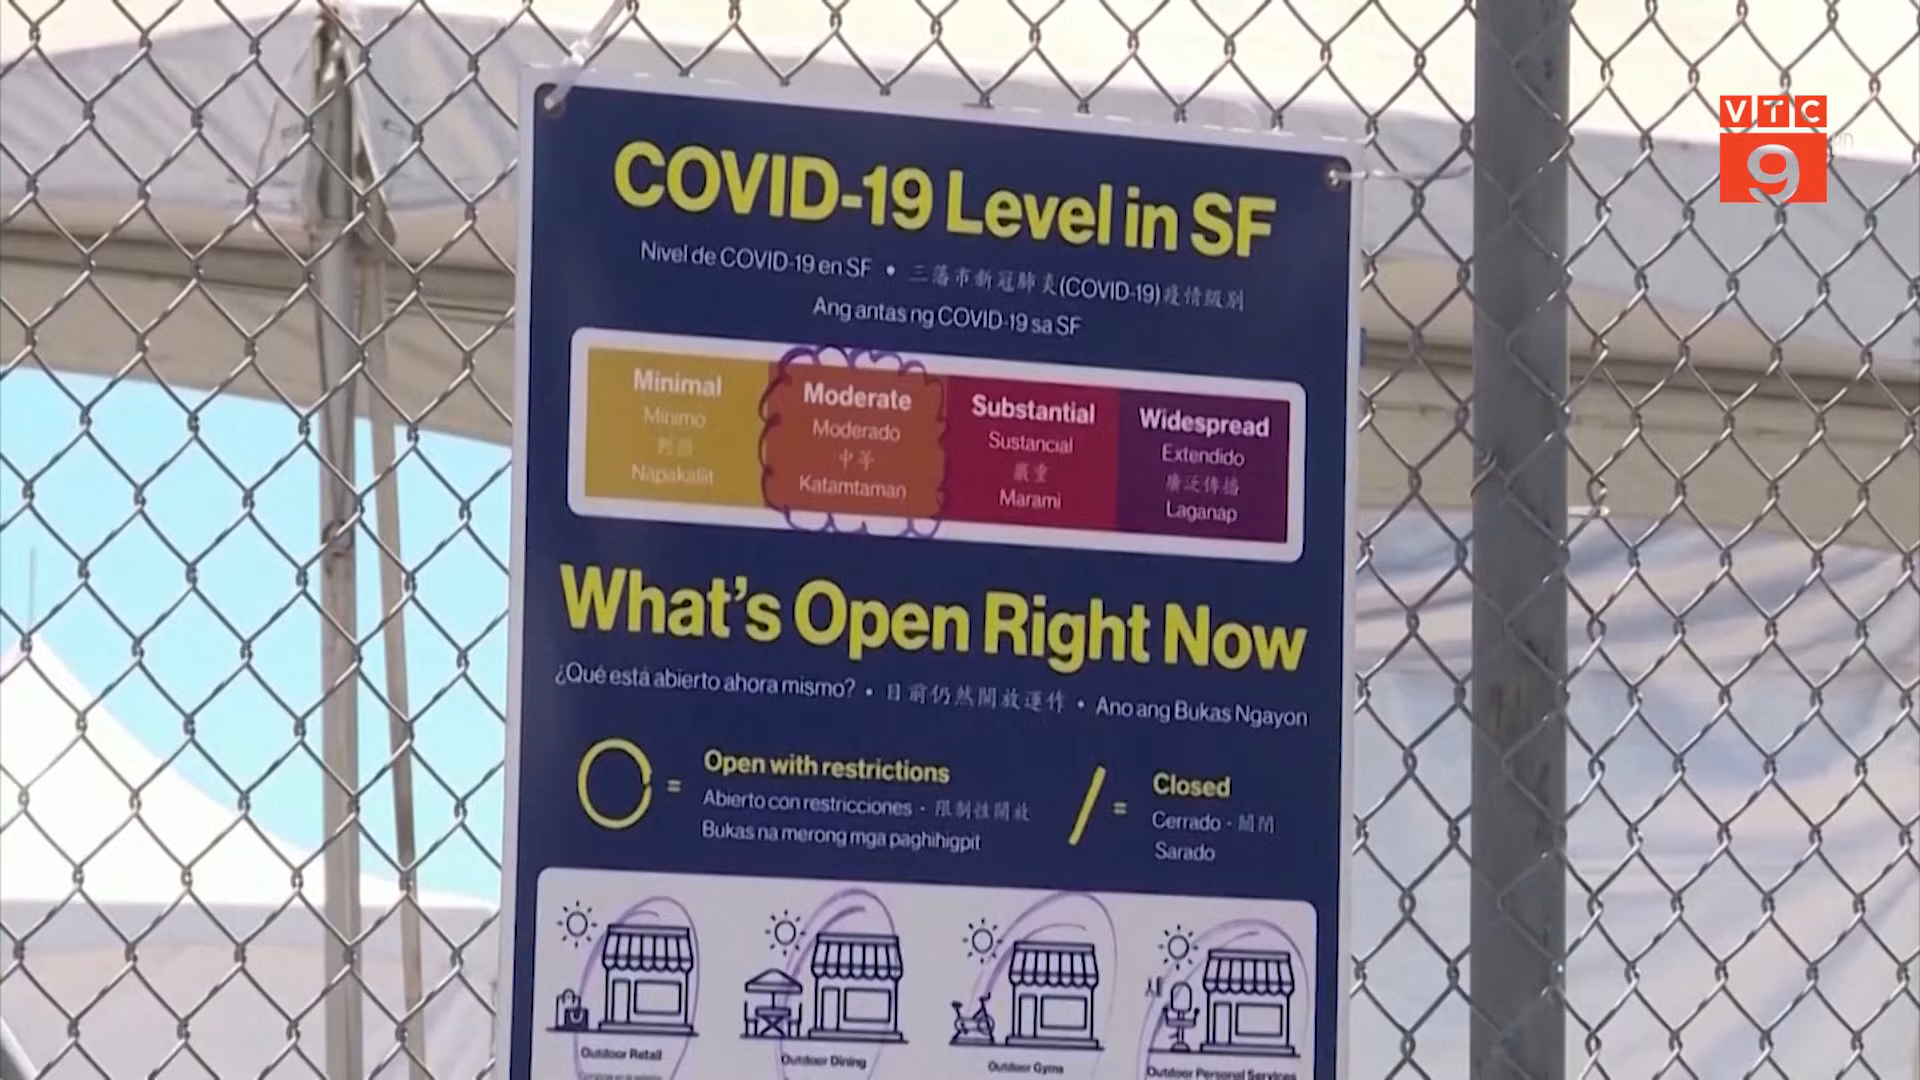 VTC
9
COVID-19 Level in SF
Nivel de COVID-19 en SF • 三藩市新冠肺炎(COVID-19)疫情級別
Ang antas ng COVID-19 sa SF
Minimal
Mínimo
輕微
Napakaliit
Moderate
Moderado
中等
Katamtaman
Substantial
Sustancial
嚴重
Marami
Widespread
Extendido
廣泛傳播
Laganap
What's Open Right Now
¿Qué está abierto ahora mismo? • 目前仍然開放運作 • Ano ang Bukas Ngayon
= Open with restrictions
Abierto con restricciones · 限制性開放
Bukas na merong mga paghihigpit
= Closed
Cerrado · 關閉
Sarado
Outdoor Retail
Outdoor Dining
Outdoor Gyms
Outdoor Personal Services